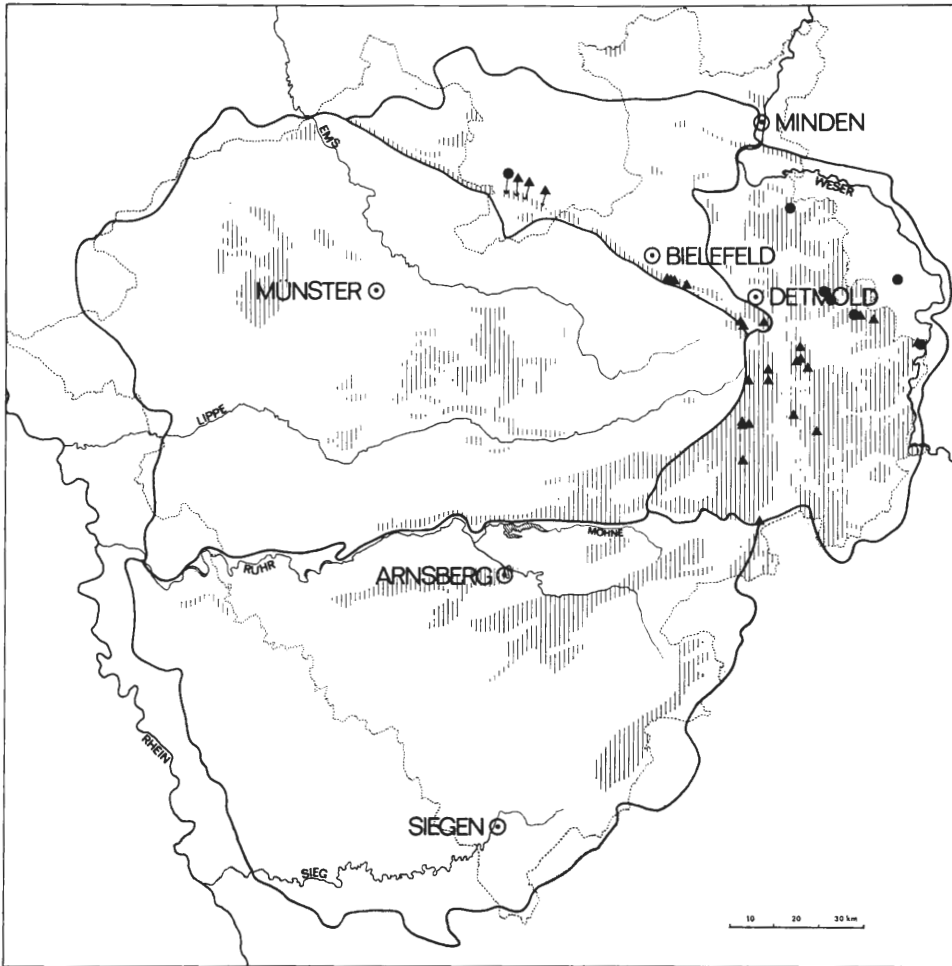 MINDEN
EMS
WESER
BIELEFELD
MÜNSTER
DETMOLD
LIPPE
MÖHNE
RUHR
ARNSBERG
RHEIN
SIEGEN
SIEG
10 20 30 km